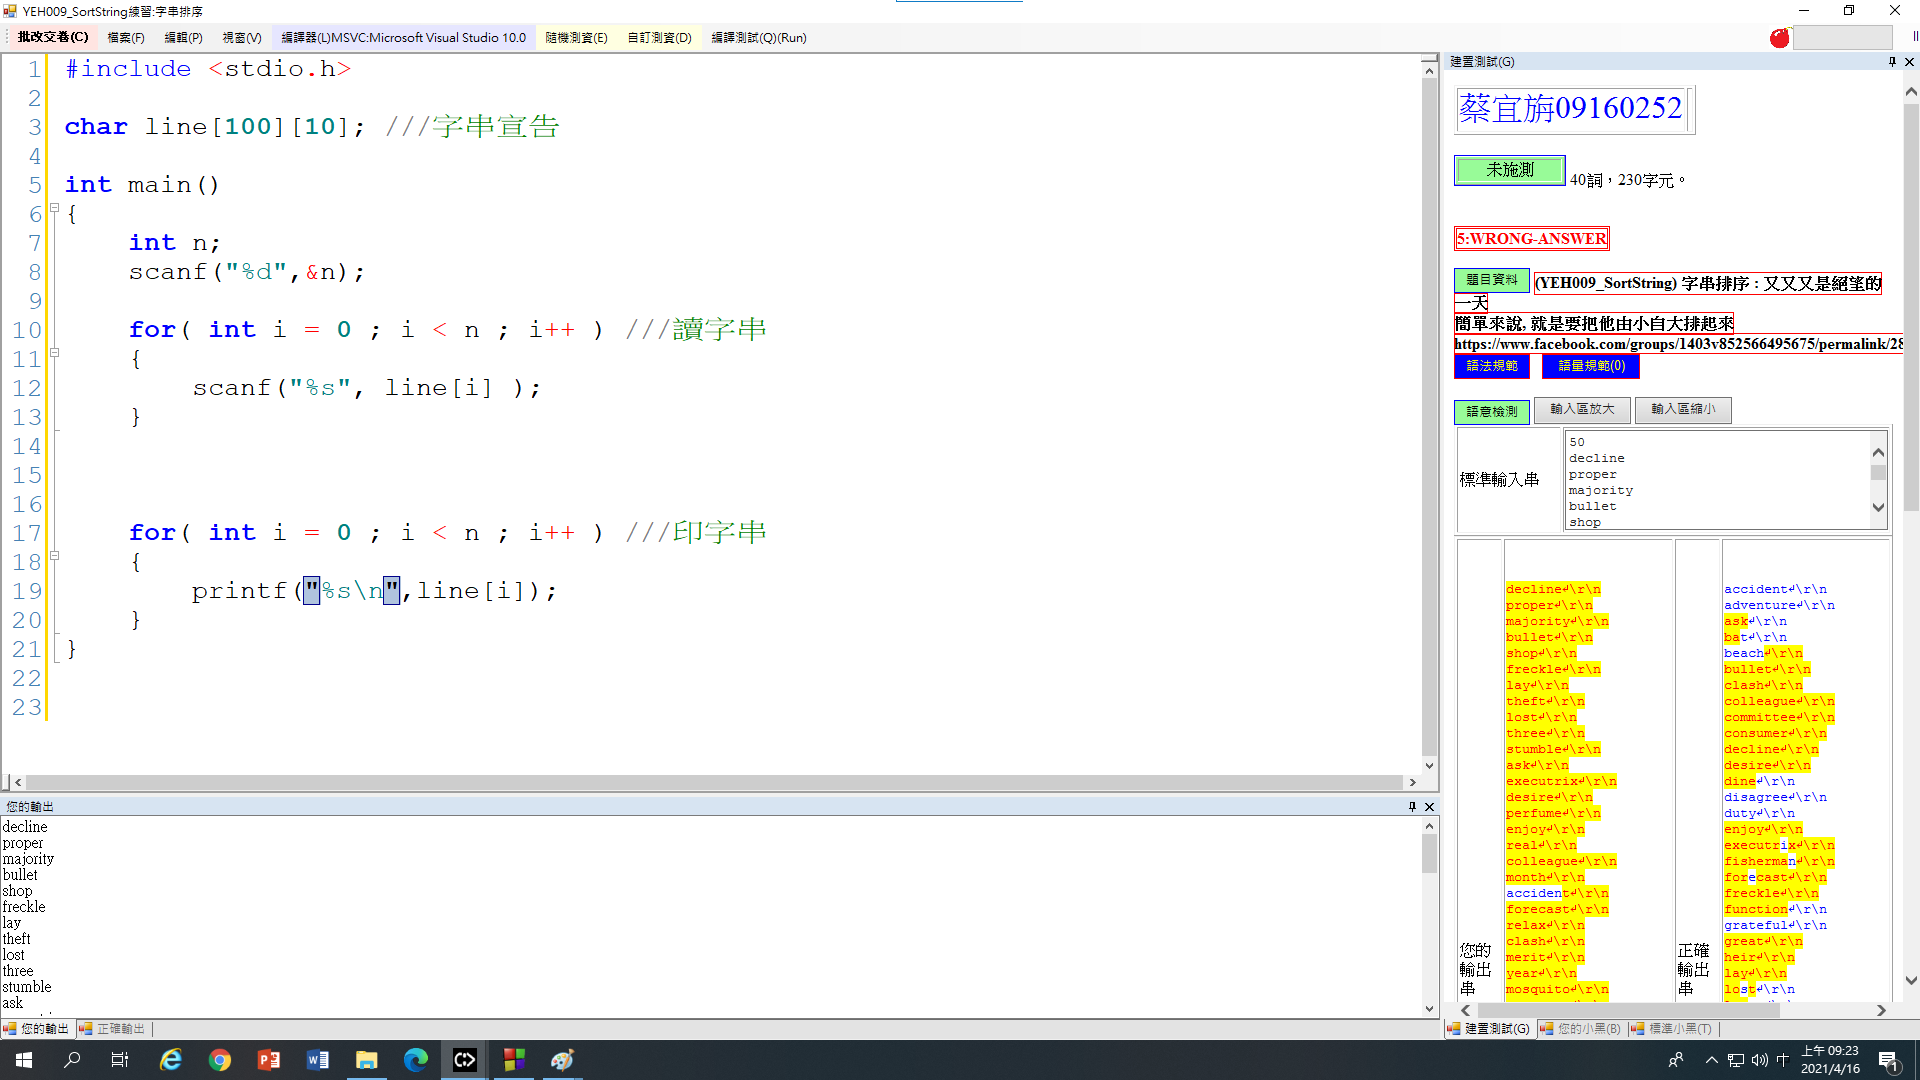 YEH009_SortString練習:字串排序
批改交卷(C) 檔案(F) 編輯(P) 視窗(V) 編譯器(L)MSVC:Microsoft Visual Studio 10.0 隨機測資(E) 自訂測資(D) 編譯測試(Q)(Run)
1 #include <stdio.h>
2
3 char line[100][10]; ///字串宣告
4
5 int main()
6 {
7 int n;
8 scanf("%d",&n);
9
10 for( int i = 0 ; i < n ; i++ ) ///讀字串
11 {
12 scanf("%s", line[i] );
13 }
14
15
16
17 for( int i = 0 ; i < n ; i++ ) ///印字串
18 {
19 printf("%s\n",line[i]);
20 }
21 }
22
23
您的輸出
decline
proper
majority
bullet
shop
freckle
lay
theft
lost
three
stumble
ask
您的輸出 正確輸出
建置測試(G)
蔡宜旃09160252
未施測 40詞，230字元。
5:WRONG-ANSWER
題目資料 (YEH009_SortString) 字串排序 : 又又又是絕望的
一天
簡單來說, 就是要把他由小自大排起來
https://www.facebook.com/groups/1403v852566495675/permalink/28
語法規範 語量規範(0)
語意檢測 輸入區放大 輸入區縮小
標準輸入串
50
decline
proper
majority
bullet
shop
您的輸出串
decline↲\r\n
proper↲\r\n
majority↲\r\n
bullet↲\r\n
shop↲\r\n
freckle↲\r\n
lay↲\r\n
theft↲\r\n
lost↲\r\n
three↲\r\n
stumble↲\r\n
ask↲\r\n
executrix↲\r\n
desire↲\r\n
perfume↲\r\n
enjoy↲\r\n
real↲\r\n
colleague↲\r\n
month↲\r\n
accident↲\r\n
forecast↲\r\n
relax↲\r\n
clash↲\r\n
merit↲\r\n
year↲\r\n
mosquito↲\r\n
正確輸出串
accident↲\r\n
adventure↲\r\n
ask↲\r\n
bat↲\r\n
beach↲\r\n
bullet↲\r\n
clash↲\r\n
colleague↲\r\n
committee↲\r\n
consumer↲\r\n
decline↲\r\n
desire↲\r\n
dine↲\r\n
disagree↲\r\n
duty↲\r\n
enjoy↲\r\n
executrix↲\r\n
fisherman↲\r\n
forecast↲\r\n
freckle↲\r\n
function↲\r\n
grateful↲\r\n
great↲\r\n
heir↲\r\n
lay↲\r\n
lost↲\r\n
建置測試(G) 您的小黑(B) 標準小黑(T)
中 上午 09:23
2021/4/16
1